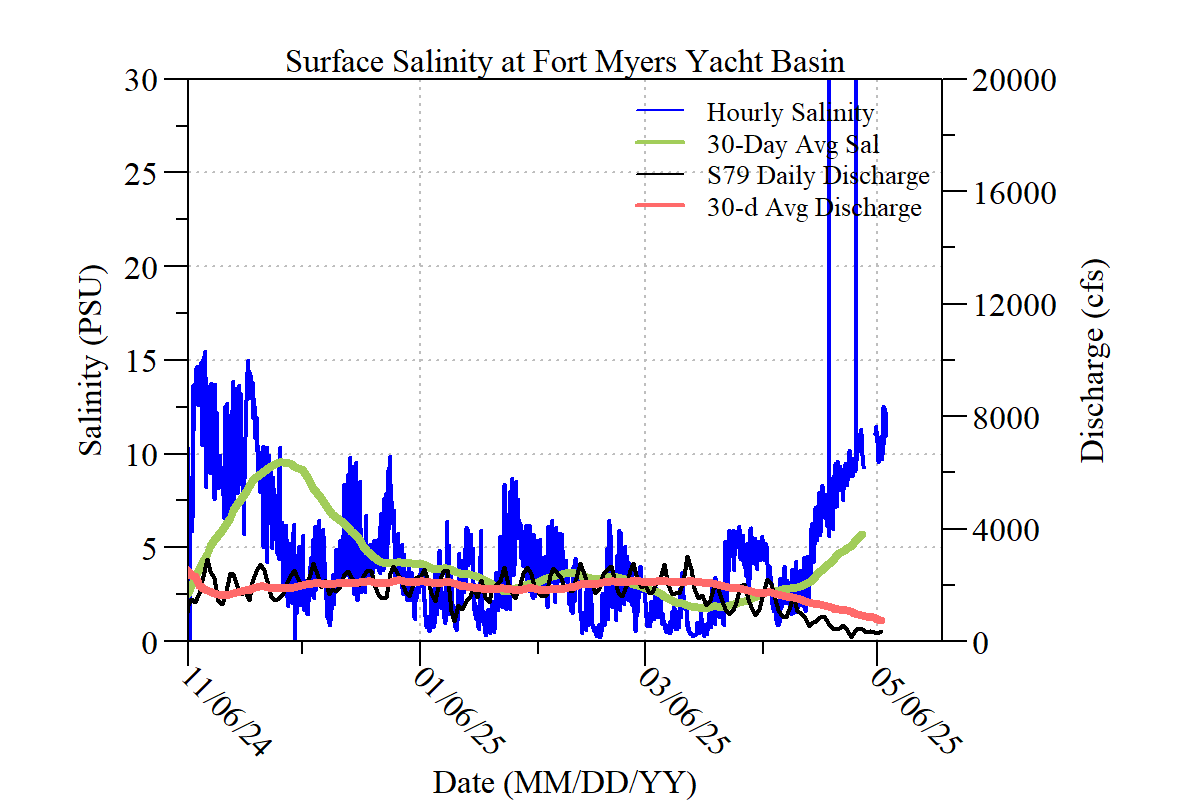 Surface Salinity at Fort Myers Yacht Basin
30
25
20
15
10
5
0
Salinity (PSU)
Hourly Salinity
30-Day Avg Sal
S79 Daily Discharge
30-d Avg Discharge
20000
16000
12000
8000
4000
0
Discharge (cfs)
11/06/24
01/06/25
03/06/25
05/06/25
Date (MM/DD/YY)